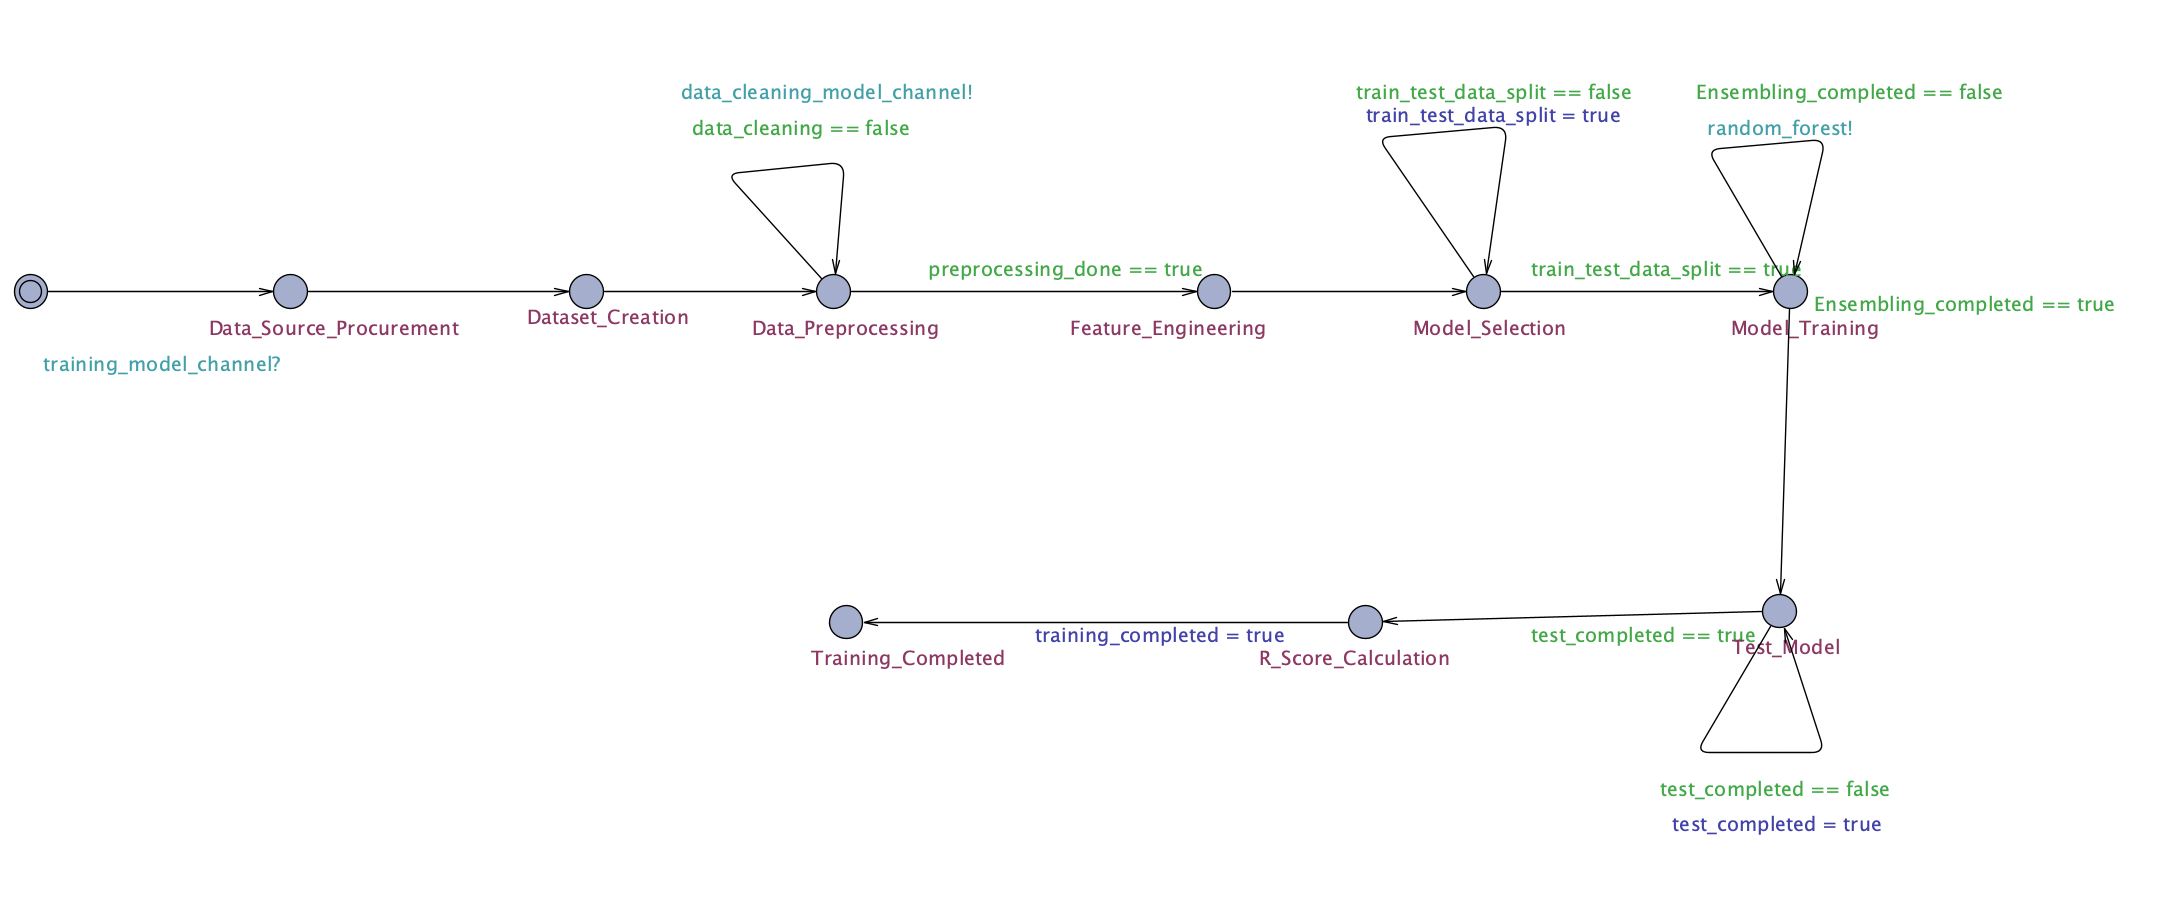 data_cleaning_model_channel!
data_cleaning == false
train_test_data_split == false
train_test_data_split = true
Ensembling_completed == false
random_forest!
preprocessing_done == true
train_test_data_split == true
Ensembling_completed == true
Data_Source_Procurement
Dataset_Creation
Data_Preprocessing
Feature_Engineering
Model_Selection
Model_Training
training_model_channel?
training_completed = true
test_completed == true
Test_Model
Training_Completed
R_Score_Calculation
test_completed == false
test_completed = true